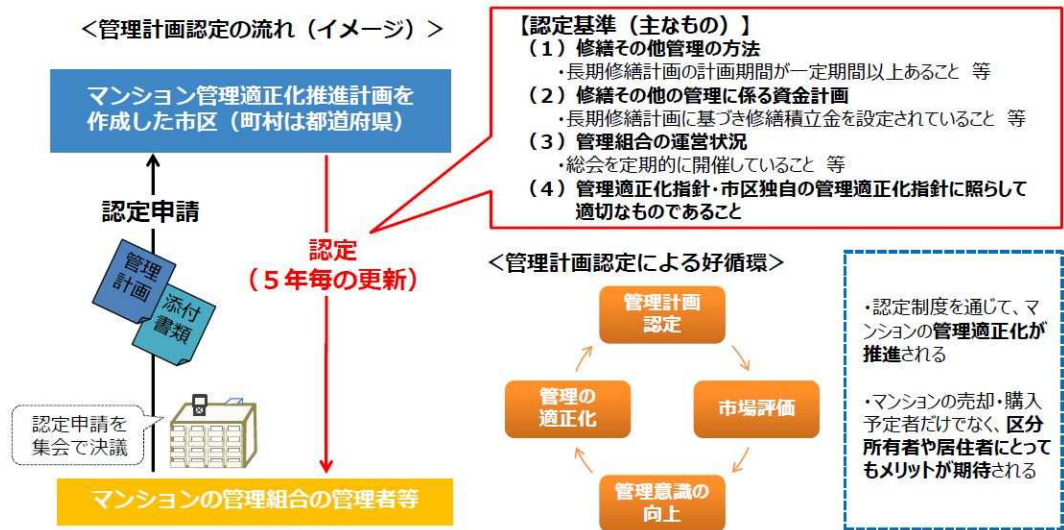 ＜管理計画認定の流れ（イメージ）＞
マンション管理適正化推進計画を
作成した市区（町村は都道府県）
認定申請
管理
計画
添付
書類
認定申請を
集会で決議
マンションの管理組合の管理者等
認定
（５年毎の更新）
【認定基準（主なもの）】
（１）修繕その他管理の方法
・長期修繕計画の計画期間が一定期間以上あること 等
（２）修繕その他の管理に係る資金計画
・長期修繕計画に基づき修繕積立金を設定されていること 等
（３）管理組合の運営状況
・総会を定期的に開催していること 等
（４）管理適正化指針・市区独自の管理適正化指針に照らして
適切なものであること
＜管理計画認定による好循環＞
管理計画
認定
市場評価
管理意識の
向上
管理の
適正化
・認定制度を通じて、マ
ンションの管理適正化が
推進される
・マンションの売却・購入
予定者だけでなく、区分
所有者や居住者にとって
もメリットが期待される